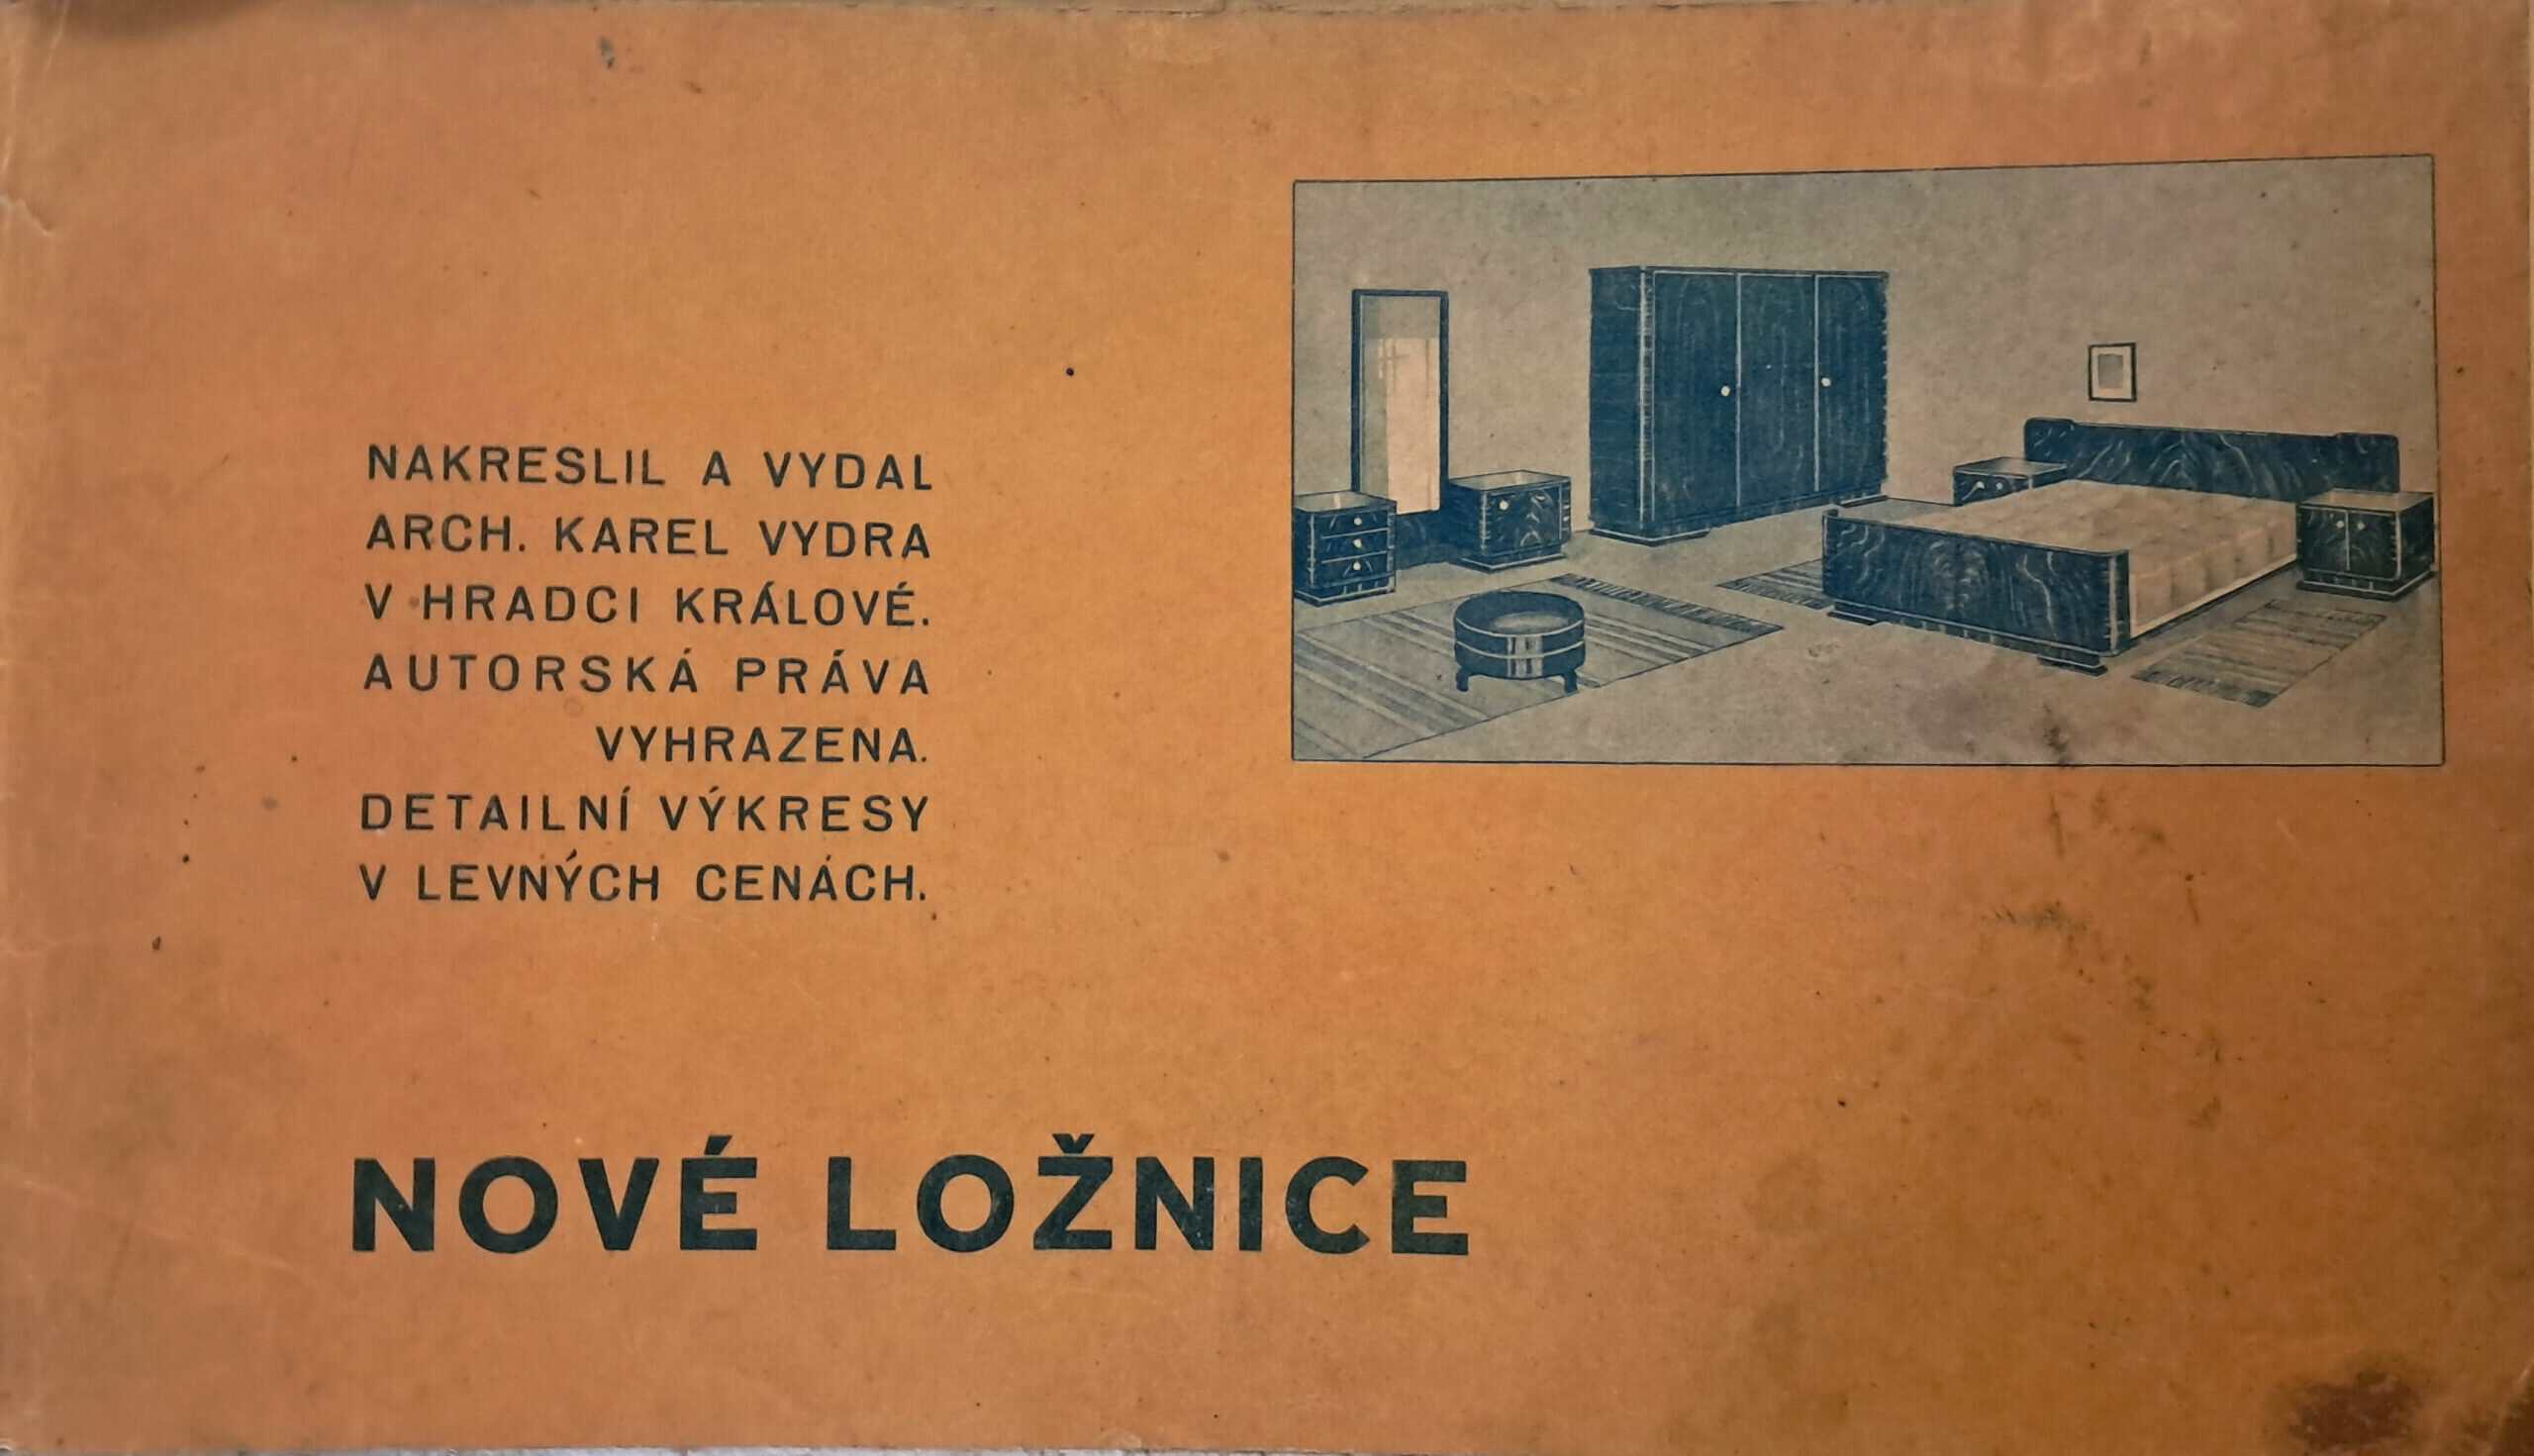 NAKRESLIL A VYDAL
ARCH. KAREL VYDRA
V HRADCI KRÁLOVÉ.
AUTORSKÁ PRÁVA
VYHRAZENA.
DETAILNÍ VÝKRESY
V LEVNÝCH CENÁCH.
NOVÉ LOŽNICE